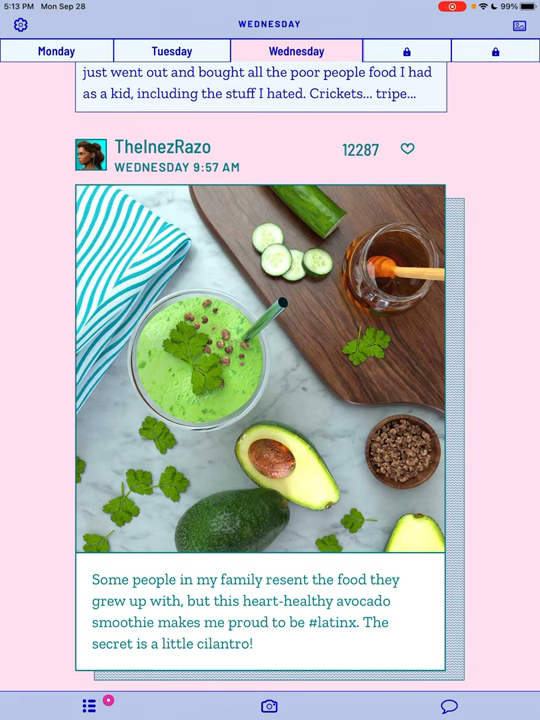 5:13 PM Mon Sep 28
99%
WEDNESDAY
Monday
Tuesday
Wednesday
just went out and bought all the poor people food I had
as a kid, including the stuff I hated. Crickets... tripe...
TheInezRazo
12287
WEDNESDAY 9:57 AM
Some people in my family resent the food they
grew up with, but this heart-healthy avocado
smoothie makes me proud to be #latinx. The
secret is a little cilantro!